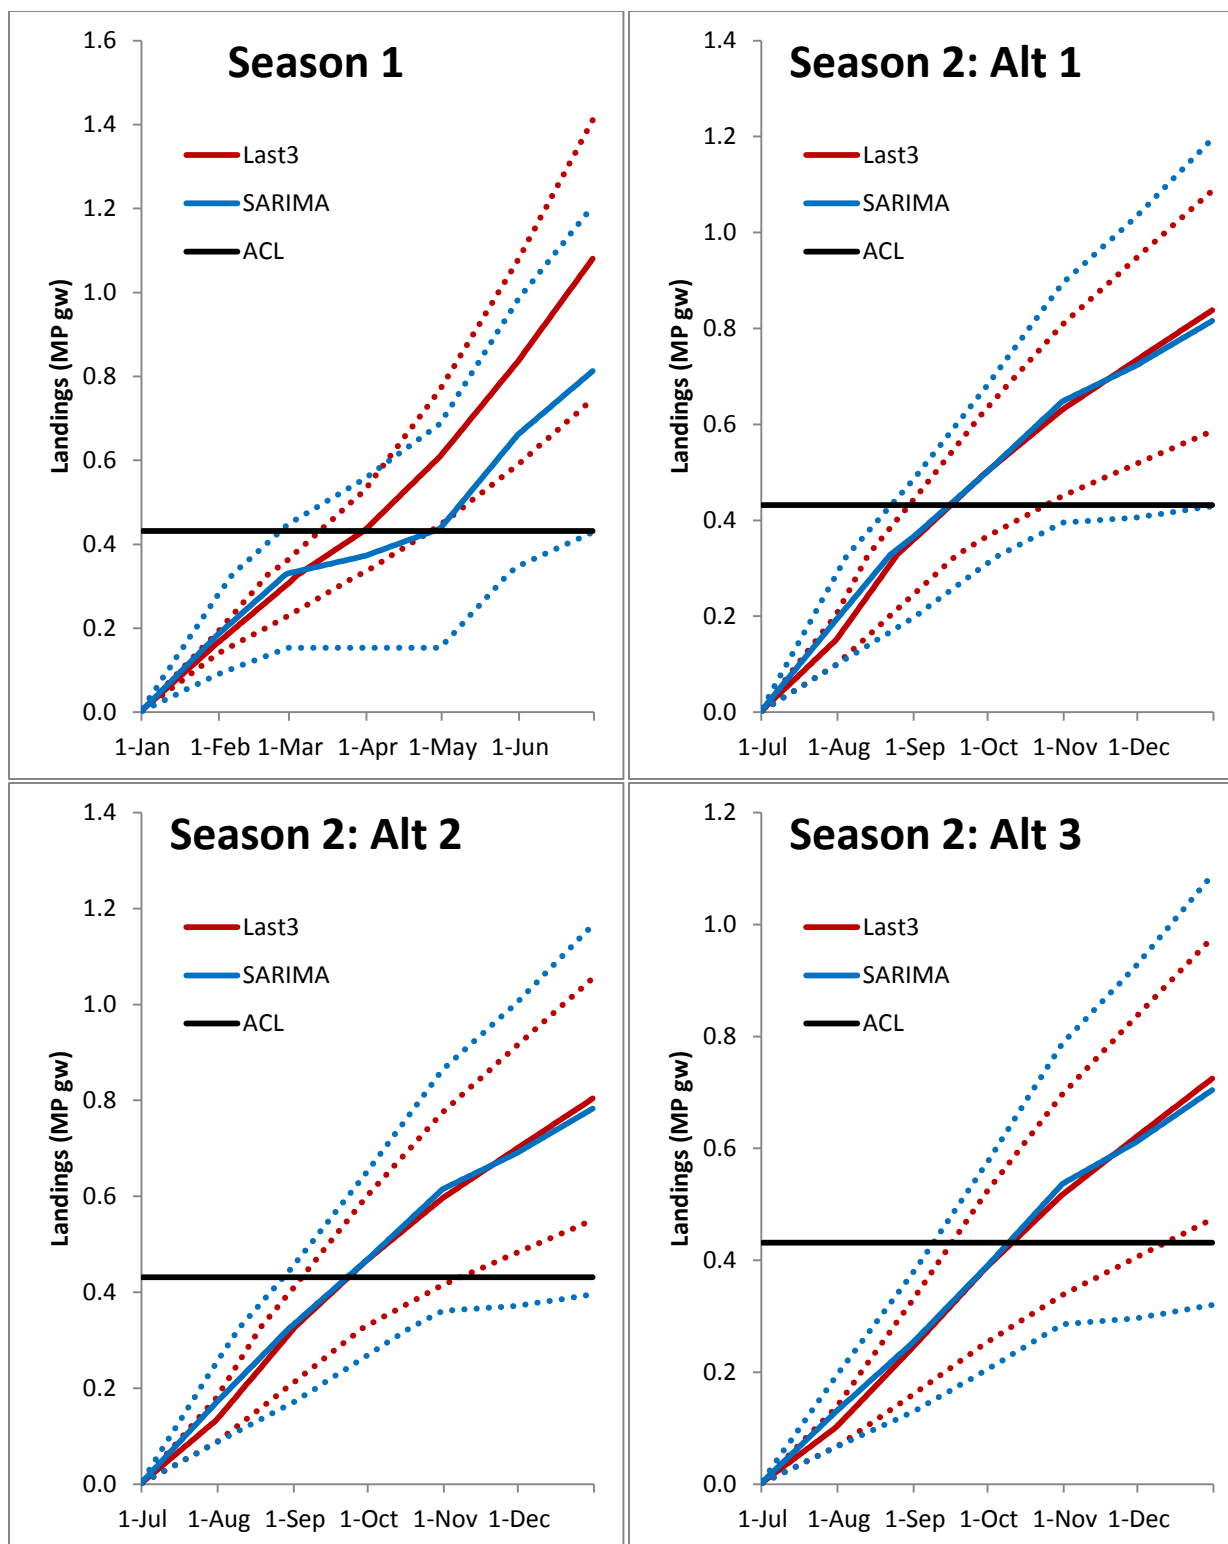 Season 1
1.6
1.4
1.2
1.0
0.8
0.6
0.4
0.2
0.0
Landings (MP gw)
Last3
SARIMA
ACL
1-Jan 1-Feb 1-Mar 1-Apr 1-May 1-Jun
Season 2: Alt 1
1.4
1.2
1.0
0.8
0.6
0.4
0.2
0.0
Landings (MP gw)
Last3
SARIMA
ACL
1-Jul 1-Aug 1-Sep 1-Oct 1-Nov 1-Dec
Season 2: Alt 2
1.4
1.2
1.0
0.8
0.6
0.4
0.2
0.0
Landings (MP gw)
Last3
SARIMA
ACL
1-Jul 1-Aug 1-Sep 1-Oct 1-Nov 1-Dec
Season 2: Alt 3
1.2
1.0
0.8
0.6
0.4
0.2
0.0
Landings (MP gw)
Last3
SARIMA
ACL
1-Jul 1-Aug 1-Sep 1-Oct 1-Nov 1-Dec